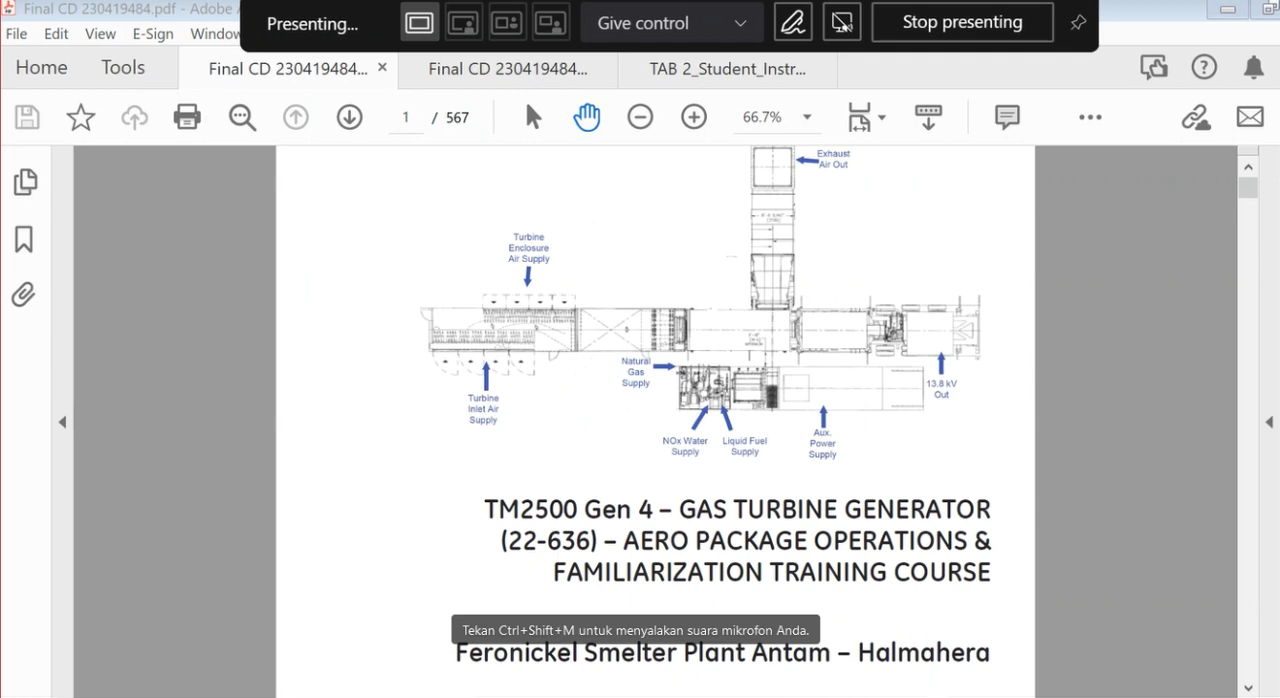 Final CD 230419484.pdf - Adobe
Presenting...
Give control
Stop presenting
File Edit View E-Sign Window
Home Tools
Final CD 230419484... ×
Final CD 230419484...
TAB 2_Student_Instr...
1 / 567
66.7%
Exhaust
Air Out
Turbine
Enclosure
Air Supply
Natural
Gas
Supply
Turbine
Inlet Air
Supply
13.8 kV
Out
NOx Water
Supply
Liquid Fuel
Supply
Aux.
Power
Supply
TM2500 Gen 4 – GAS TURBINE GENERATOR
(22-636) – AERO PACKAGE OPERATIONS &
FAMILIARIZATION TRAINING COURSE
Tekan Ctrl+Shift+M untuk menyalakan suara mikrofon Anda.
Feronickel Smelter Plant Antam – Halmahera